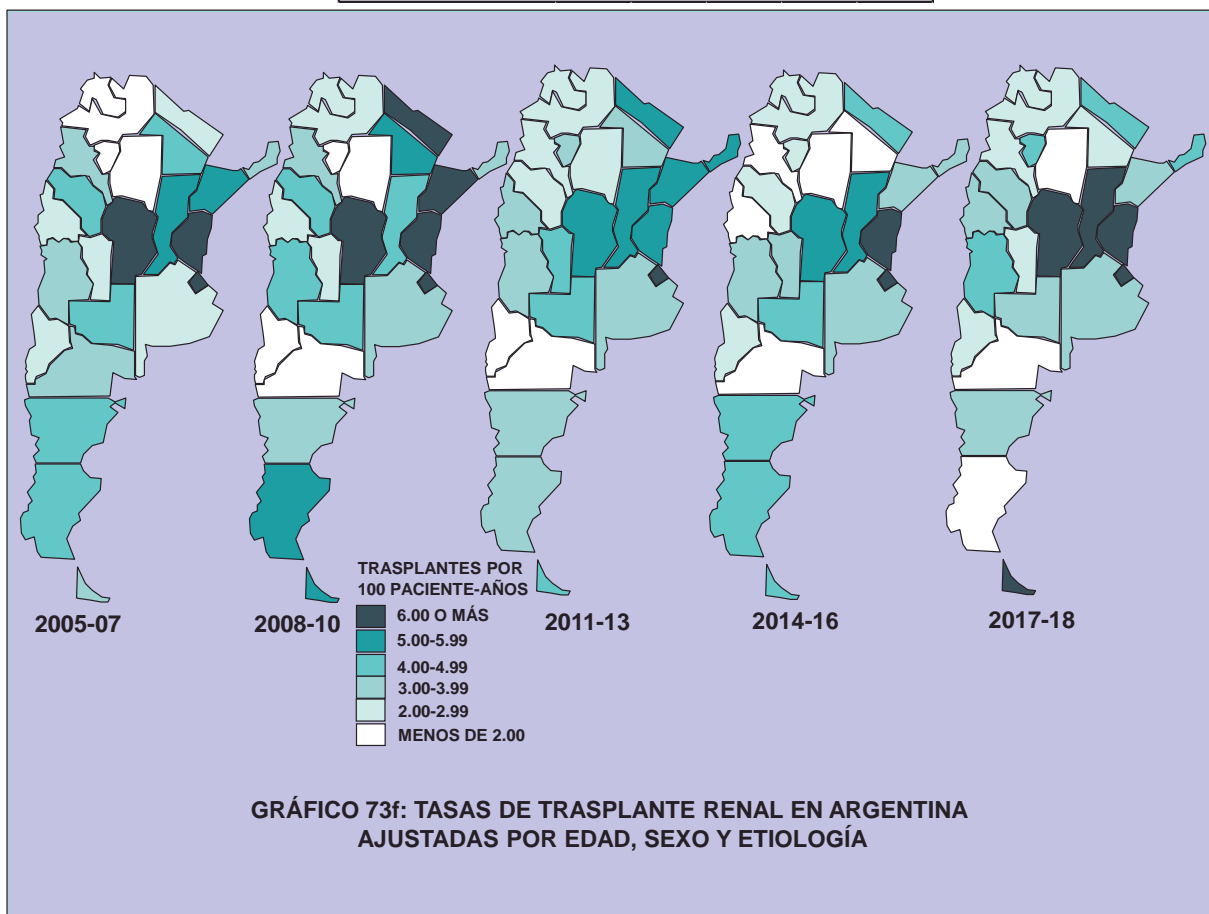 2005-07
2008-10
2011-13
2014-16
2017-18
TRASPLANTES POR
100 PACIENTE-AÑOS
6.00 O MÁS
5.00-5.99
4.00-4.99
3.00-3.99
2.00-2.99
MENOS DE 2.00
GRÁFICO 73f: TASAS DE TRASPLANTE RENAL EN ARGENTINA
AJUSTADAS POR EDAD, SEXO Y ETIOLOGÍA